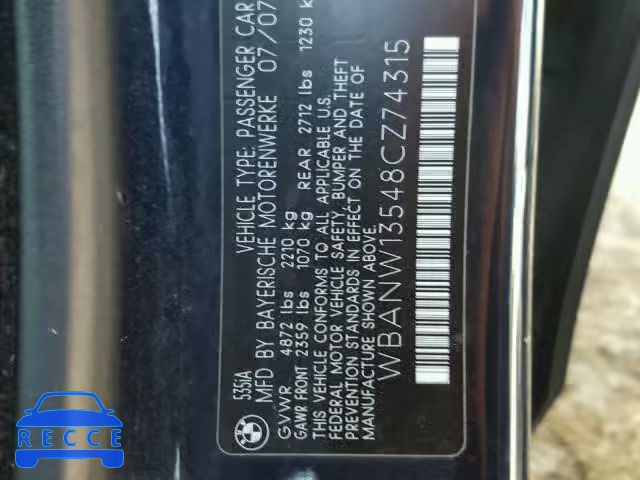 535iA
VEHICLE TYPE: PASSENGER CAR
MFD BY BAYERISCHE MOTORENWERKE 07/07
GVWR 4872 lbs 2210 kg
GAWR FRONT 2359 lbs 1070 kg REAR 2712 lbs 1230 k
THIS VEHICLE CONFORMS TO ALL APPLICABLE U.S.
FEDERAL MOTOR VEHICLE SAFETY, BUMPER AND THEFT
PREVENTION STANDARDS IN EFFECT ON THE DATE OF
MANUFACTURE SHOWN ABOVE.
WBANW13548CZ74315
RECCE